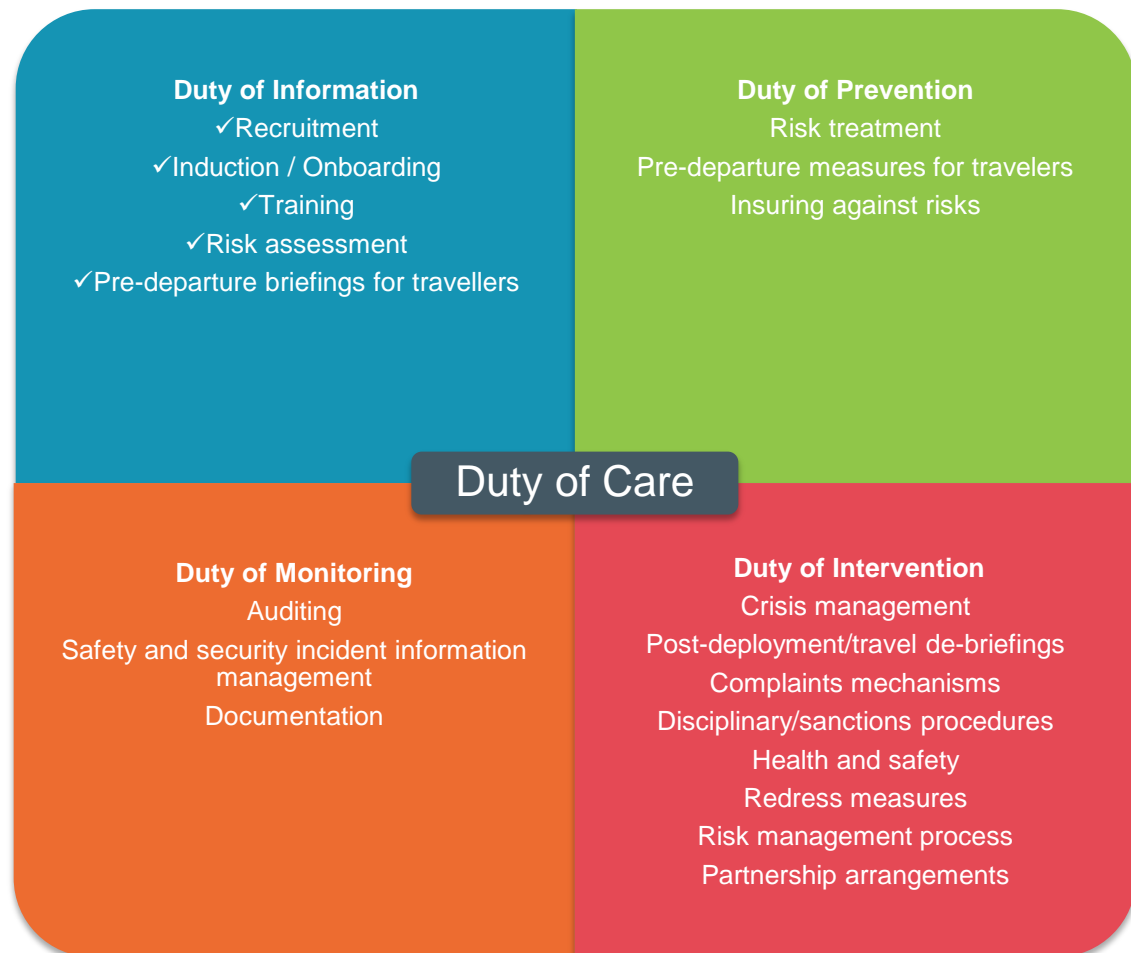 Duty of Information
✓Recruitment
✓Induction / Onboarding
✓Training
✓Risk assessment
✓Pre-departure briefings for travellers
Duty of Prevention
Risk treatment
Pre-departure measures for travelers
Insuring against risks
Duty of Care
Duty of Monitoring
Auditing
Safety and security incident information
management
Documentation
Duty of Intervention
Crisis management
Post-deployment/travel de-briefings
Complaints mechanisms
Disciplinary/sanctions procedures
Health and safety
Redress measures
Risk management process
Partnership arrangements